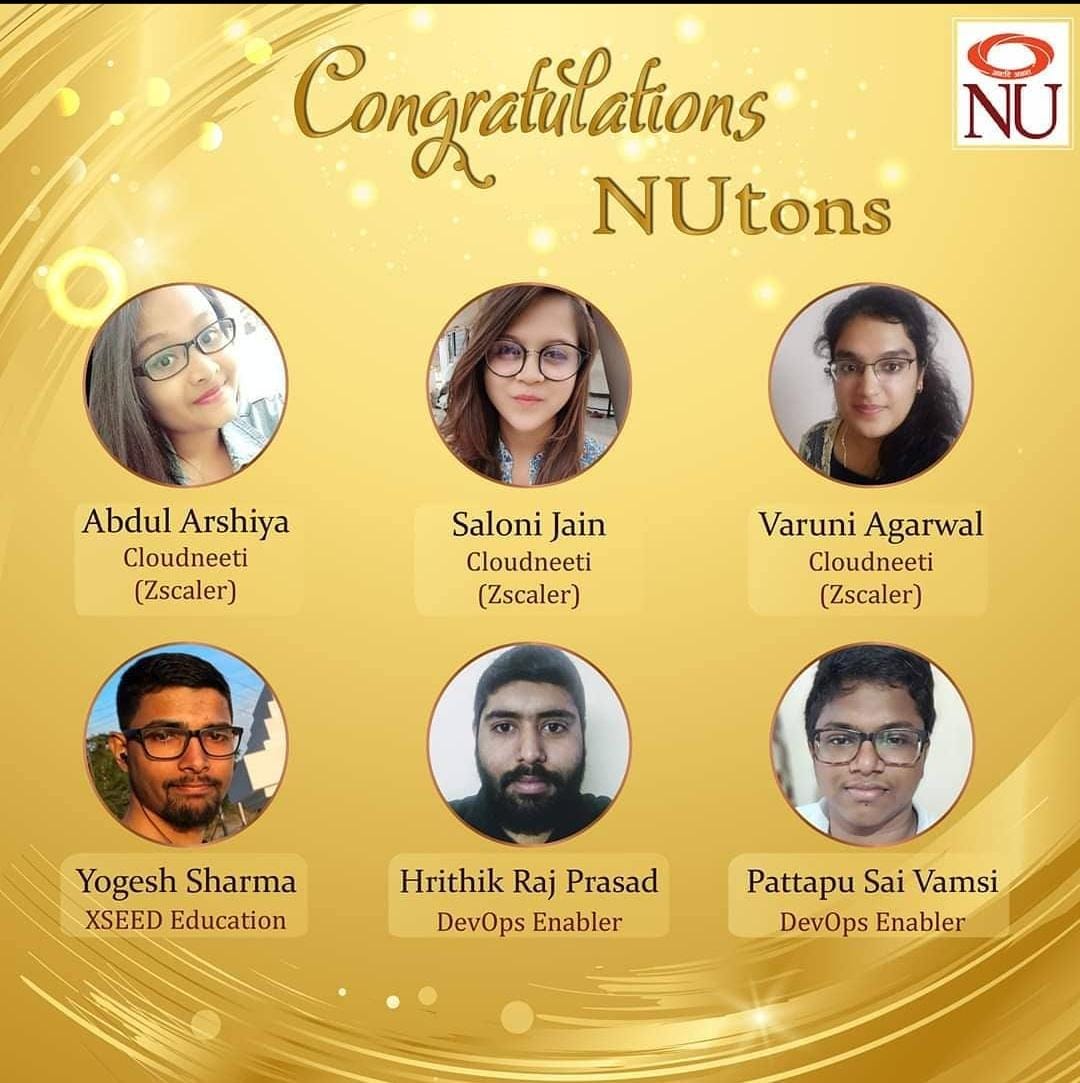 Congratulations
NUtons
NU
Abdul Arshiya
Cloudneeti
(Zscaler)
Saloni Jain
Cloudneeti
(Zscaler)
Varuni Agarwal
Cloudneeti
(Zscaler)
Yogesh Sharma
XSEED Education
Hrithik Raj Prasad
DevOps Enabler
Pattapu Sai Vamsi
DevOps Enabler